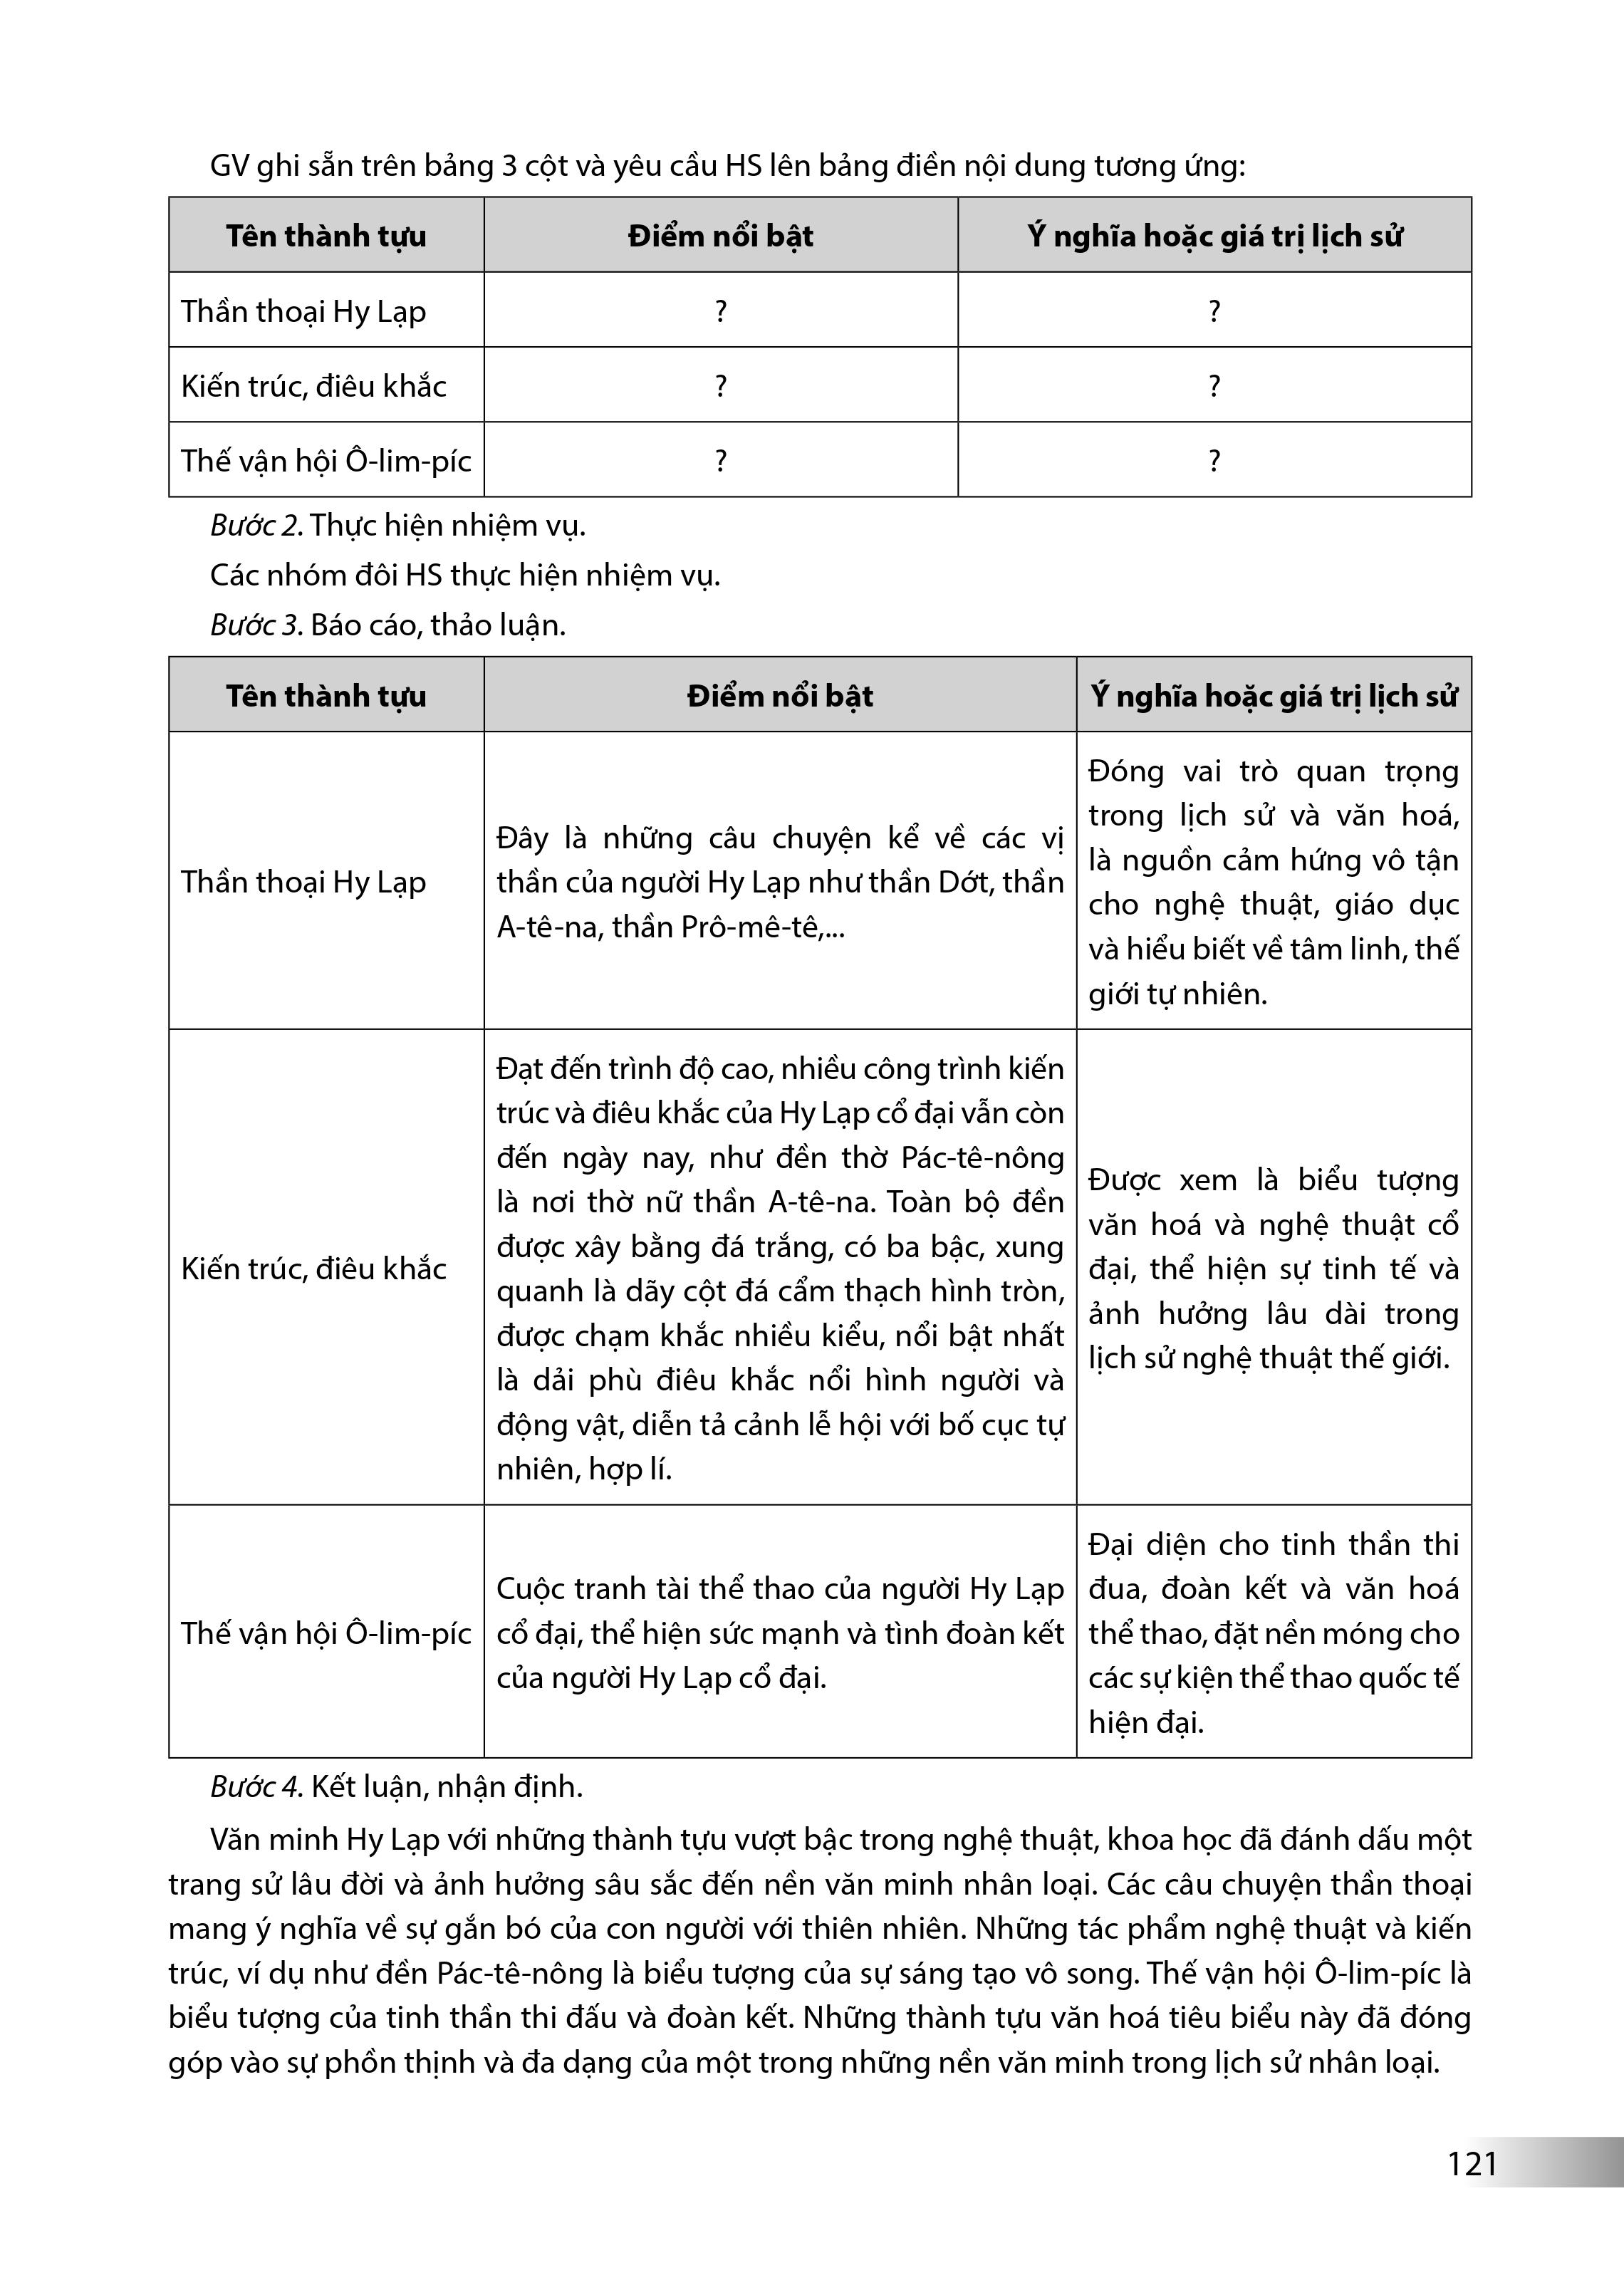 GV ghi sẵn trên bảng 3 cột và yêu cầu HS lên bảng điền nội dung tương ứng:
Tên thành tựu
Điểm nổi bật
Ý nghĩa hoặc giá trị lịch sử
Thần thoại Hy Lạp
?
?
Kiến trúc, điêu khắc
?
?
Thế vận hội Ô-lim-píc
?
?
Bước 2. Thực hiện nhiệm vụ.
Các nhóm đôi HS thực hiện nhiệm vụ.
Bước 3. Báo cáo, thảo luận.
Tên thành tựu
Điểm nổi bật
Ý nghĩa hoặc giá trị lịch sử
Thần thoại Hy Lạp
Đây là những câu chuyện kể về các vị
thần của người Hy Lạp như thần Dớt, thần
A-tê-na, thần Prô-mê-tê,...
Đóng vai trò quan trọng
trong lịch sử và văn hoá,
là nguồn cảm hứng vô tận
cho nghệ thuật, giáo dục
và hiểu biết về tâm linh, thế
giới tự nhiên.
Kiến trúc, điêu khắc
Đạt đến trình độ cao, nhiều công trình kiến
trúc và điêu khắc của Hy Lạp cổ đại vẫn còn
đến ngày nay, như đền thờ Pác-tê-nông
là nơi thờ nữ thần A-tê-na. Toàn bộ đền
được xây bằng đá trắng, có ba bậc, xung
quanh là dãy cột đá cẩm thạch hình tròn,
được chạm khắc nhiều kiểu, nổi bật nhất
là dải phù điêu khắc nổi hình người và
động vật, diễn tả cảnh lễ hội với bố cục tự
nhiên, hợp lí.
Được xem là biểu tượng
văn hoá và nghệ thuật cổ
đại, thể hiện sự tinh tế và
ảnh hưởng lâu dài trong
lịch sử nghệ thuật thế giới.
Thế vận hội Ô-lim-píc
Cuộc tranh tài thể thao của người Hy Lạp
cổ đại, thể hiện sức mạnh và tình đoàn kết
của người Hy Lạp cổ đại.
Đại diện cho tinh thần thi
đua, đoàn kết và văn hoá
thể thao, đặt nền móng cho
các sự kiện thể thao quốc tế
hiện đại.
Bước 4. Kết luận, nhận định.
Văn minh Hy Lạp với những thành tựu vượt bậc trong nghệ thuật, khoa học đã đánh dấu một
trang sử lâu đời và ảnh hưởng sâu sắc đến nền văn minh nhân loại. Các câu chuyện thần thoại
mang ý nghĩa về sự gắn bó của con người với thiên nhiên. Những tác phẩm nghệ thuật và kiến
trúc, ví dụ như đền Pác-tê-nông là biểu tượng của sự sáng tạo vô song. Thế vận hội Ô-lim-píc là
biểu tượng của tinh thần thi đấu và đoàn kết. Những thành tựu văn hoá tiêu biểu này đã đóng
góp vào sự phồn thịnh và đa dạng của một trong những nền văn minh trong lịch sử nhân loại.
121